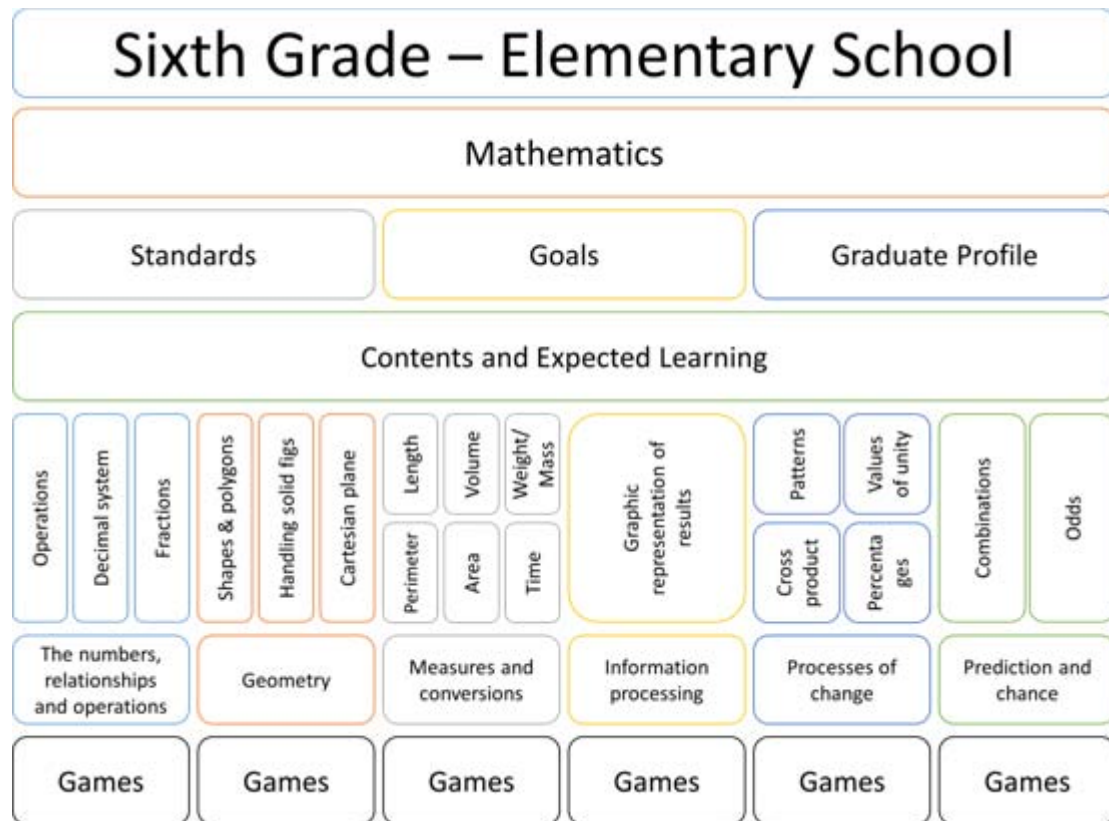 Sixth Grade – Elementary School
Mathematics
Standards
Goals
Graduate Profile
Contents and Expected Learning
Operations
Decimal system
Fractions
Shapes & polygons
Handling solid figs
Cartesian plane
Length
Volume
Weight/
Mass
Perimeter
Area
Time
Graphic
representation of
results
Patterns
Values
of unity
Cross
product
Percenta
ges
Combinations
Odds
The numbers,
relationships
and operations
Geometry
Measures and
conversions
Information
processing
Processes of
change
Prediction and
chance
Games
Games
Games
Games
Games
Games